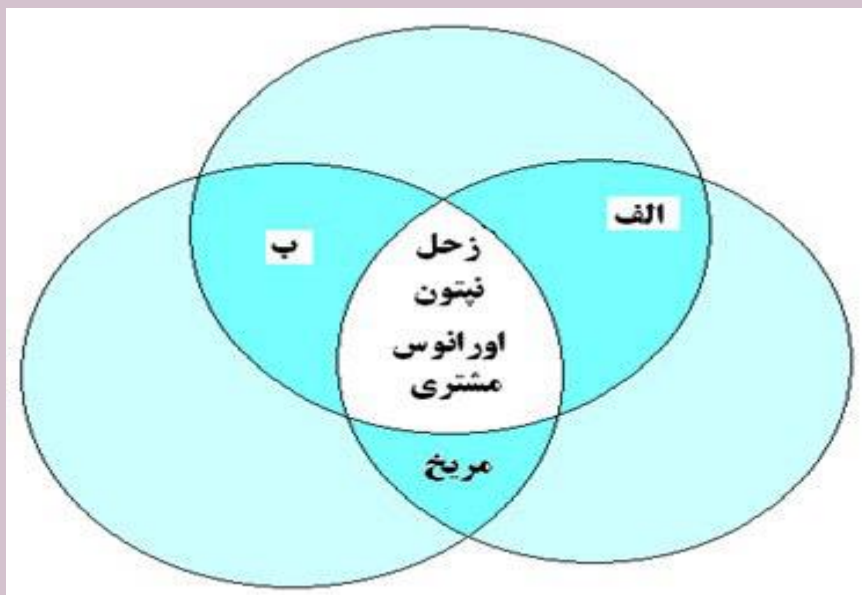 الف
ب
زحل
نپتون
اورانوس
مشتری
مریخ